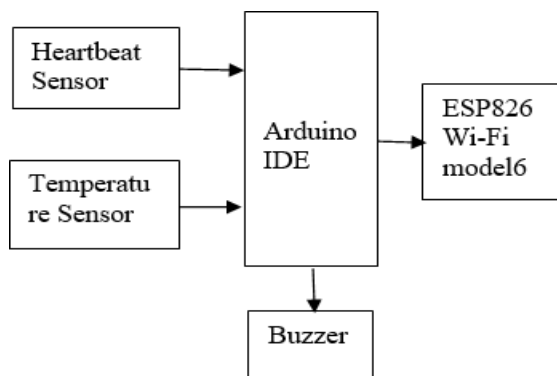 Heartbeat
Sensor
Temperatu
re Sensor
Arduino
IDE
ESP826
Wi-Fi
model6
Buzzer